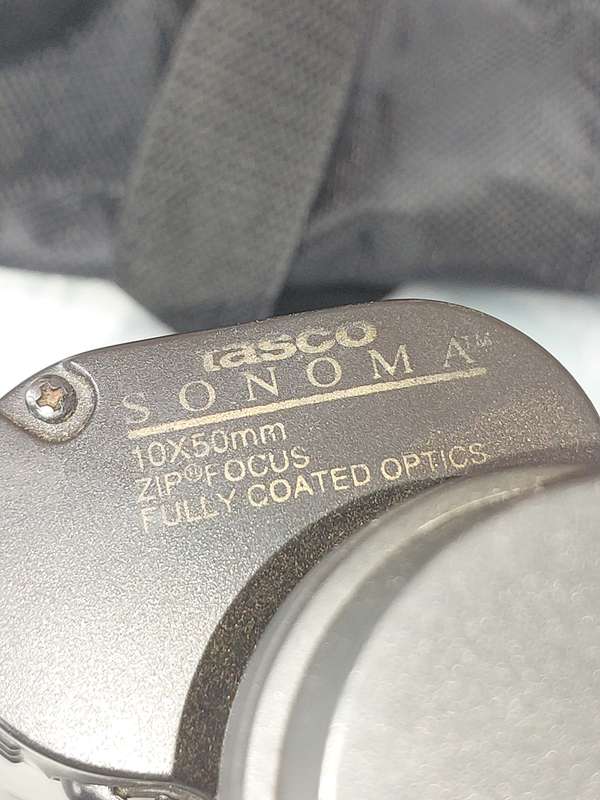 tasco
SONOMA™
10X50mm
ZIP® FOCUS
FULLY COATED OPTICS